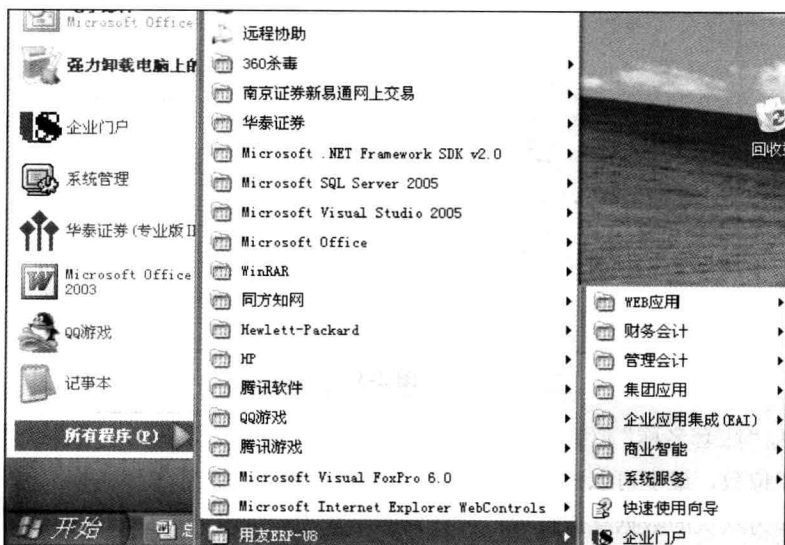 Microsoft Office
强力卸载电脑上的
企业门户
系统管理
华泰证券(专业版II
Microsoft Office
2003
QQ游戏
记事本
所有程序(P)
开始
远程协助
360杀毒
南京证券新易通网上交易
华泰证券
Microsoft .NET Framework SDK v2.0
Microsoft SQL Server 2005
Microsoft Visual Studio 2005
Microsoft Office
WinRAR
同方知网
Hewlett-Packard
HP
腾讯软件
QQ游戏
腾讯游戏
Microsoft Visual FoxPro 6.0
Microsoft Internet Explorer WebControls
用友ERP-U8
WEB应用
财务会计
管理会计
集团应用
企业应用集成(EAI)
商业智能
系统服务
快速使用向导
企业门户
回收